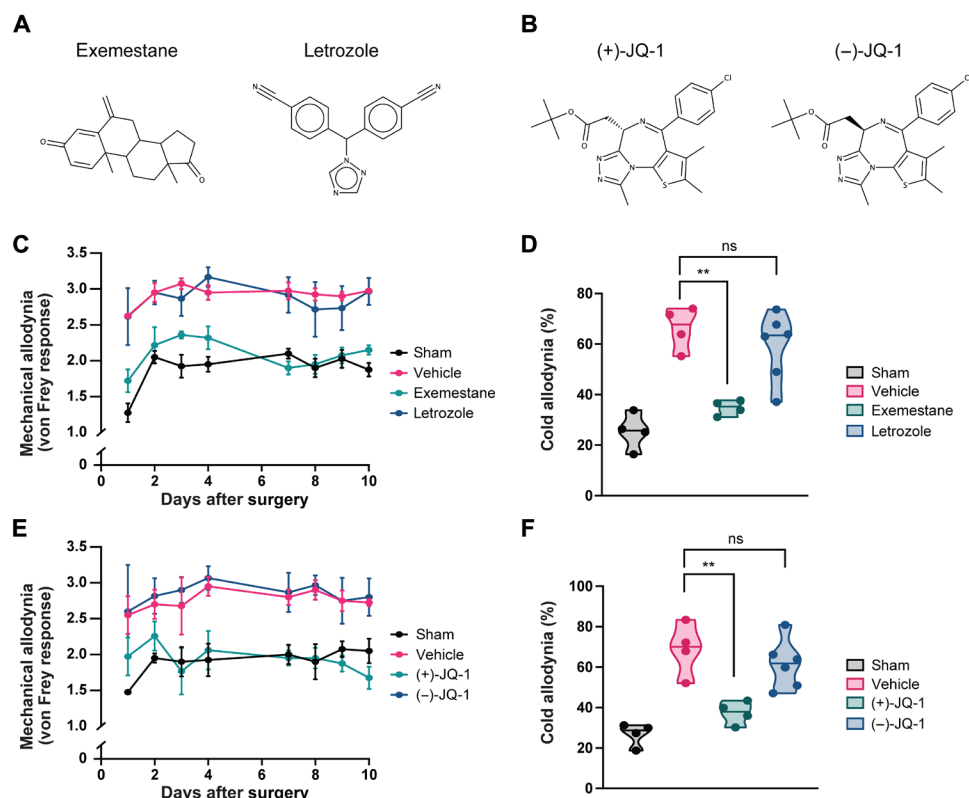 A
B
Exemestane
Letrozole
(+)-JQ-1
(–)-JQ-1
O
O
N
N
N
N
N
O
O
N
Cl
N
N
N
S
O
O
N
Cl
N
N
N
S
C
Mechanical allodynia
(von Frey response)
3.5
3.0
2.5
2.0
1.5
1.0
0
0
2
4
6
8
10
Days after surgery
Sham
Vehicle
Exemestane
Letrozole
D
ns
**
Cold allodynia (%)
80
60
40
20
0
Sham
Vehicle
Exemestane
Letrozole
E
Mechanical allodynia
(von Frey response)
3.5
3.0
2.5
2.0
1.5
1.0
0
0
2
4
6
8
10
Days after surgery
Sham
Vehicle
(+)-JQ-1
(–)-JQ-1
F
ns
**
Cold allodynia (%)
100
80
60
40
20
0
Sham
Vehicle
(+)-JQ-1
(–)-JQ-1